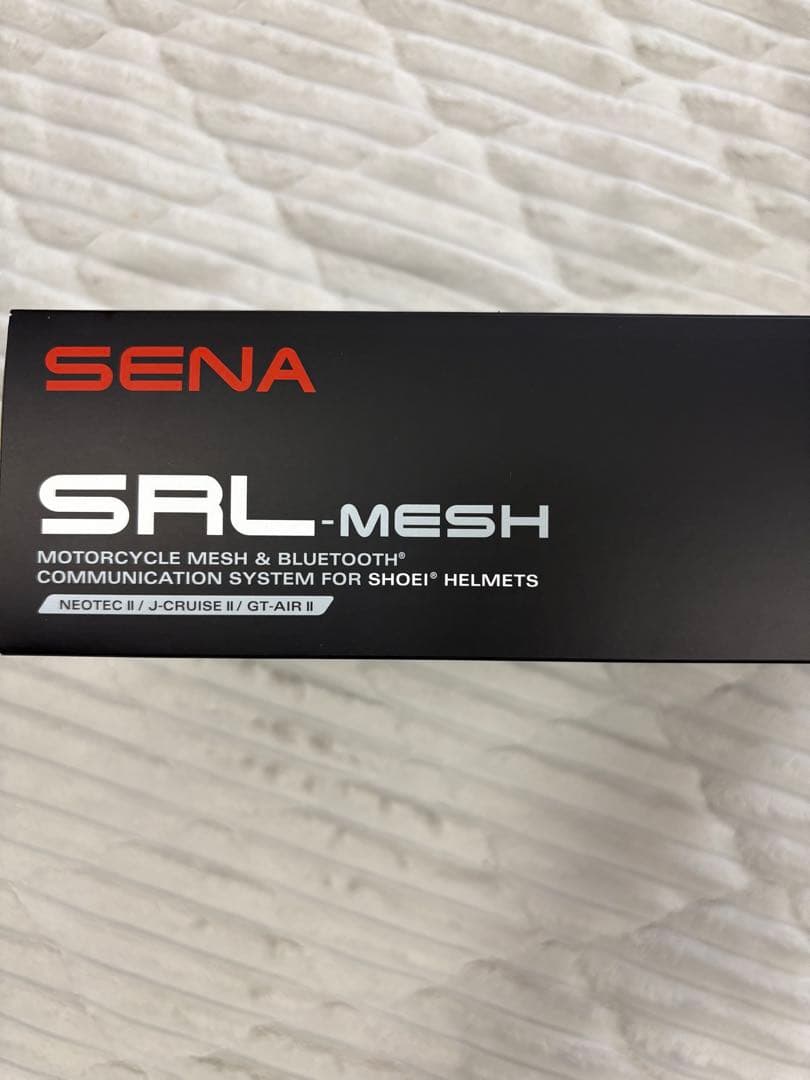 SENA
SRL-MESH
MOTORCYCLE MESH & BLUETOOTH®
COMMUNICATION SYSTEM FOR SHOEI® HELMETS
NEOTEC II / J-CRUISE II / GT-AIR II